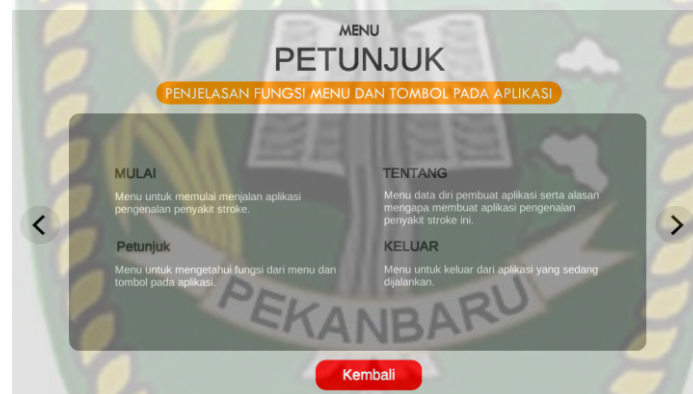 MENU
PETUNJUK
PENJELASAN FUNGSI MENU DAN TOMBOL PADA APLIKASI
MULAI
Menu untuk memulai menjalan aplikasi
pengenalan penyakit stroke.
Petunjuk
Menu untuk mengetahui fungsi dari menu dan
tombol pada aplikasi.
TENTANG
Menu data diri pembuat aplikasi serta alasan
mengapa membuat aplikasi pengenalan
penyakit stroke ini.
KELUAR
Menu untuk keluar dari aplikasi yang sedang
dijalankan.
PEKANBARU
Kembali